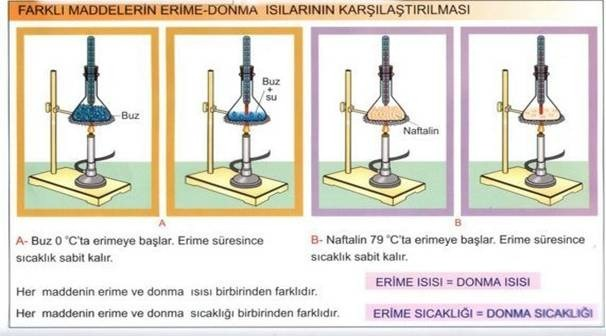 FARKLI MADDELERİN ERİME-DONMA ISILARININ KARŞILAŞTIRILMASI
Buz
Buz
+
su
Naftalin
A
B
A- Buz 0 °C'ta erimeye başlar. Erime süresince
sıcaklık sabit kalır.
B- Naftalin 79 °C'ta erimeye başlar. Erime süresince
sıcaklık sabit kalır.
Her maddenin erime ve donma ısısı birbirinden farklıdır.
Her maddenin erime ve donma sıcaklığı birbirinden farklıdır.
ERİME ISISI = DONMA ISISI
ERİME SICAKLIĞI = DONMA SICAKLIĞI